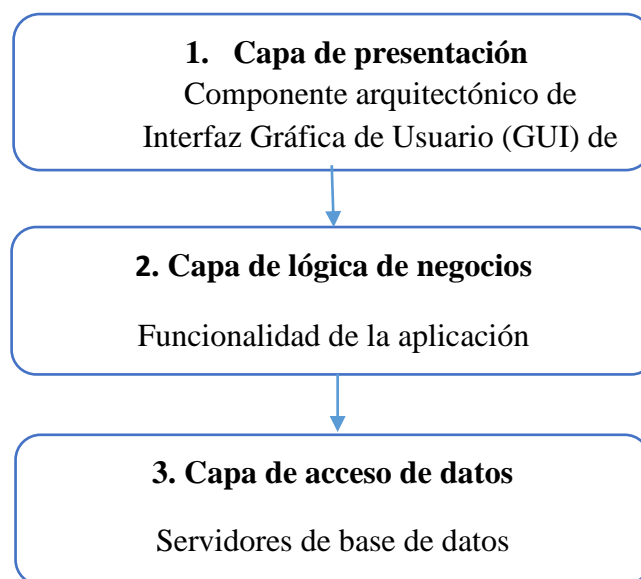 1. Capa de presentación
Componente arquitectónico de
Interfaz Gráfica de Usuario (GUI) de
2. Capa de lógica de negocios
Funcionalidad de la aplicación
3. Capa de acceso de datos
Servidores de base de datos